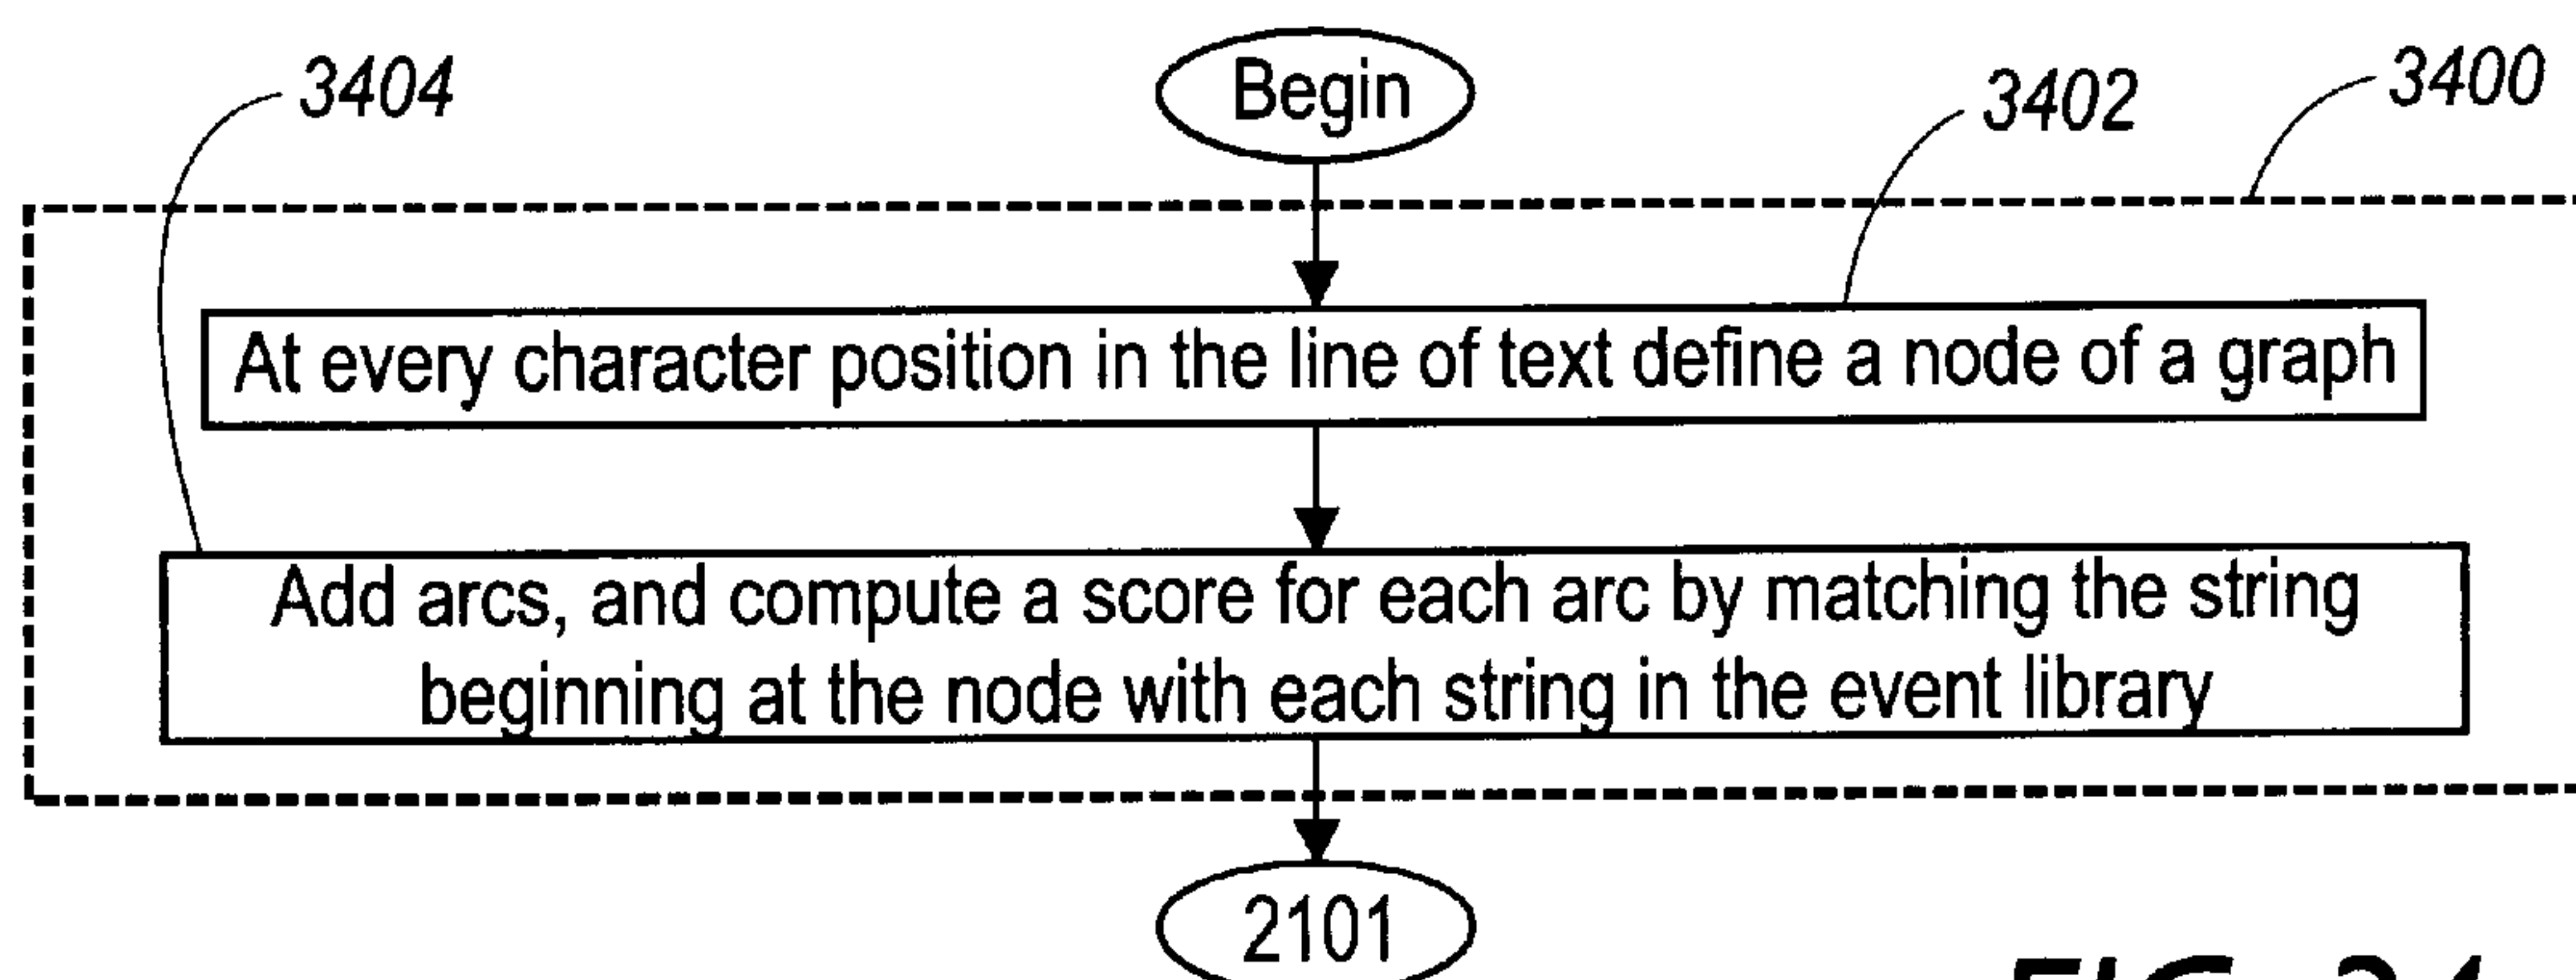 3404
Begin
3402
3400
At every character position in the line of text define a node of a graph
Add arcs, and compute a score for each arc by matching the string
beginning at the node with each string in the event library
2101